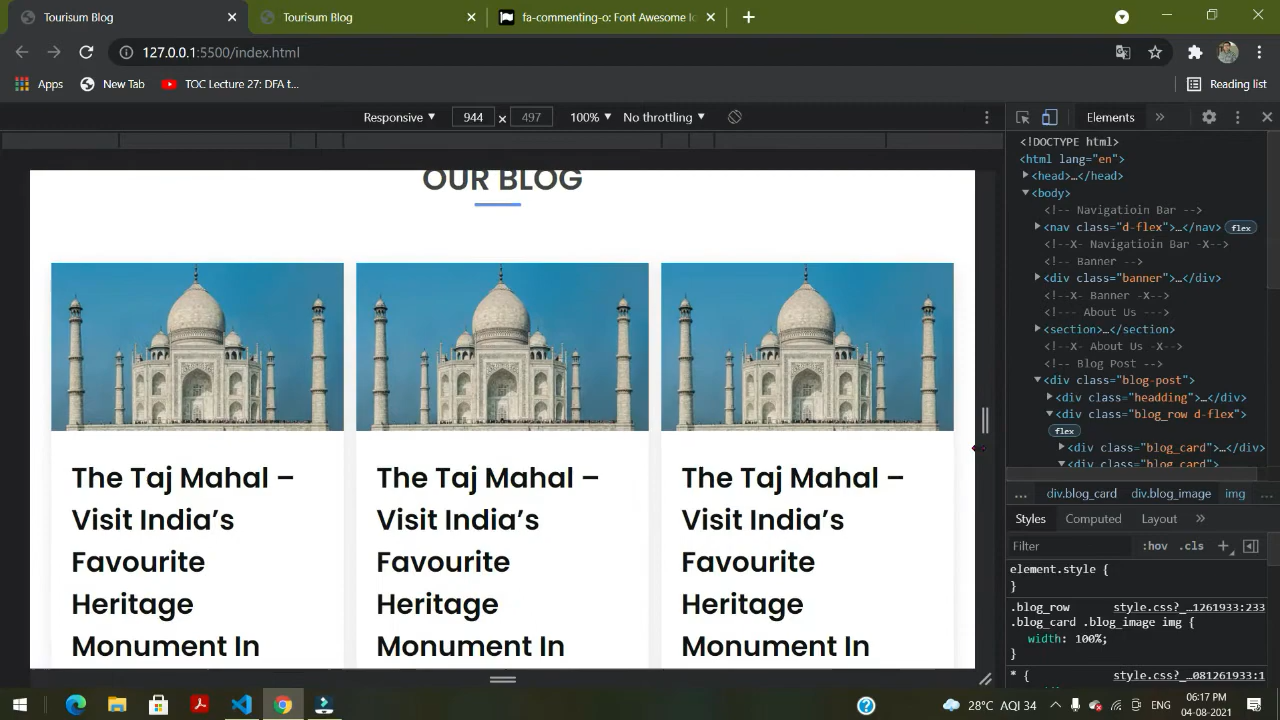 Tourisum Blog
Tourisum Blog
fa-commenting-o: Font Awesome Ic
127.0.0.1:5500/index.html
Apps
New Tab
TOC Lecture 27: DFA t...
Reading list
Responsive
944
497
100%
No throttling
Elements
OUR BLOG
The Taj Mahal –
Visit India's
Favourite
Heritage
Monument In
The Taj Mahal –
Visit India's
Favourite
Heritage
Monument In
The Taj Mahal –
Visit India's
Favourite
Heritage
Monument In
<!DOCTYPE html>
<html lang="en">
<head>…</head>
<body>
<!-- Navigatioin Bar -->
<nav class="d-flex">…</nav> flex
<!--X- Navigatioin Bar -X-->
<!-- Banner -->
<div class="banner">…</div>
<!--X- Banner -X-->
<!-- About Us -->
<section>…</section>
<!--X- About Us -X-->
<!-- Blog Post -->
<div class="blog-post">
<div class="heading">…</div>
<div class="blog_row d-flex">
flex
<div class="blog_card">…</div>
<div class="blog_card">
... div.blog_card div.blog_image img ...
Styles Computed Layout
Filter :hov .cls
element.style {
}
.blog_row style.css?_…1261933:233
.blog_card .blog_image img {
width: 100%;
}
* { style.css?_…1261933:1
28°C AQI 34
ENG
06:17 PM
04-08-2021